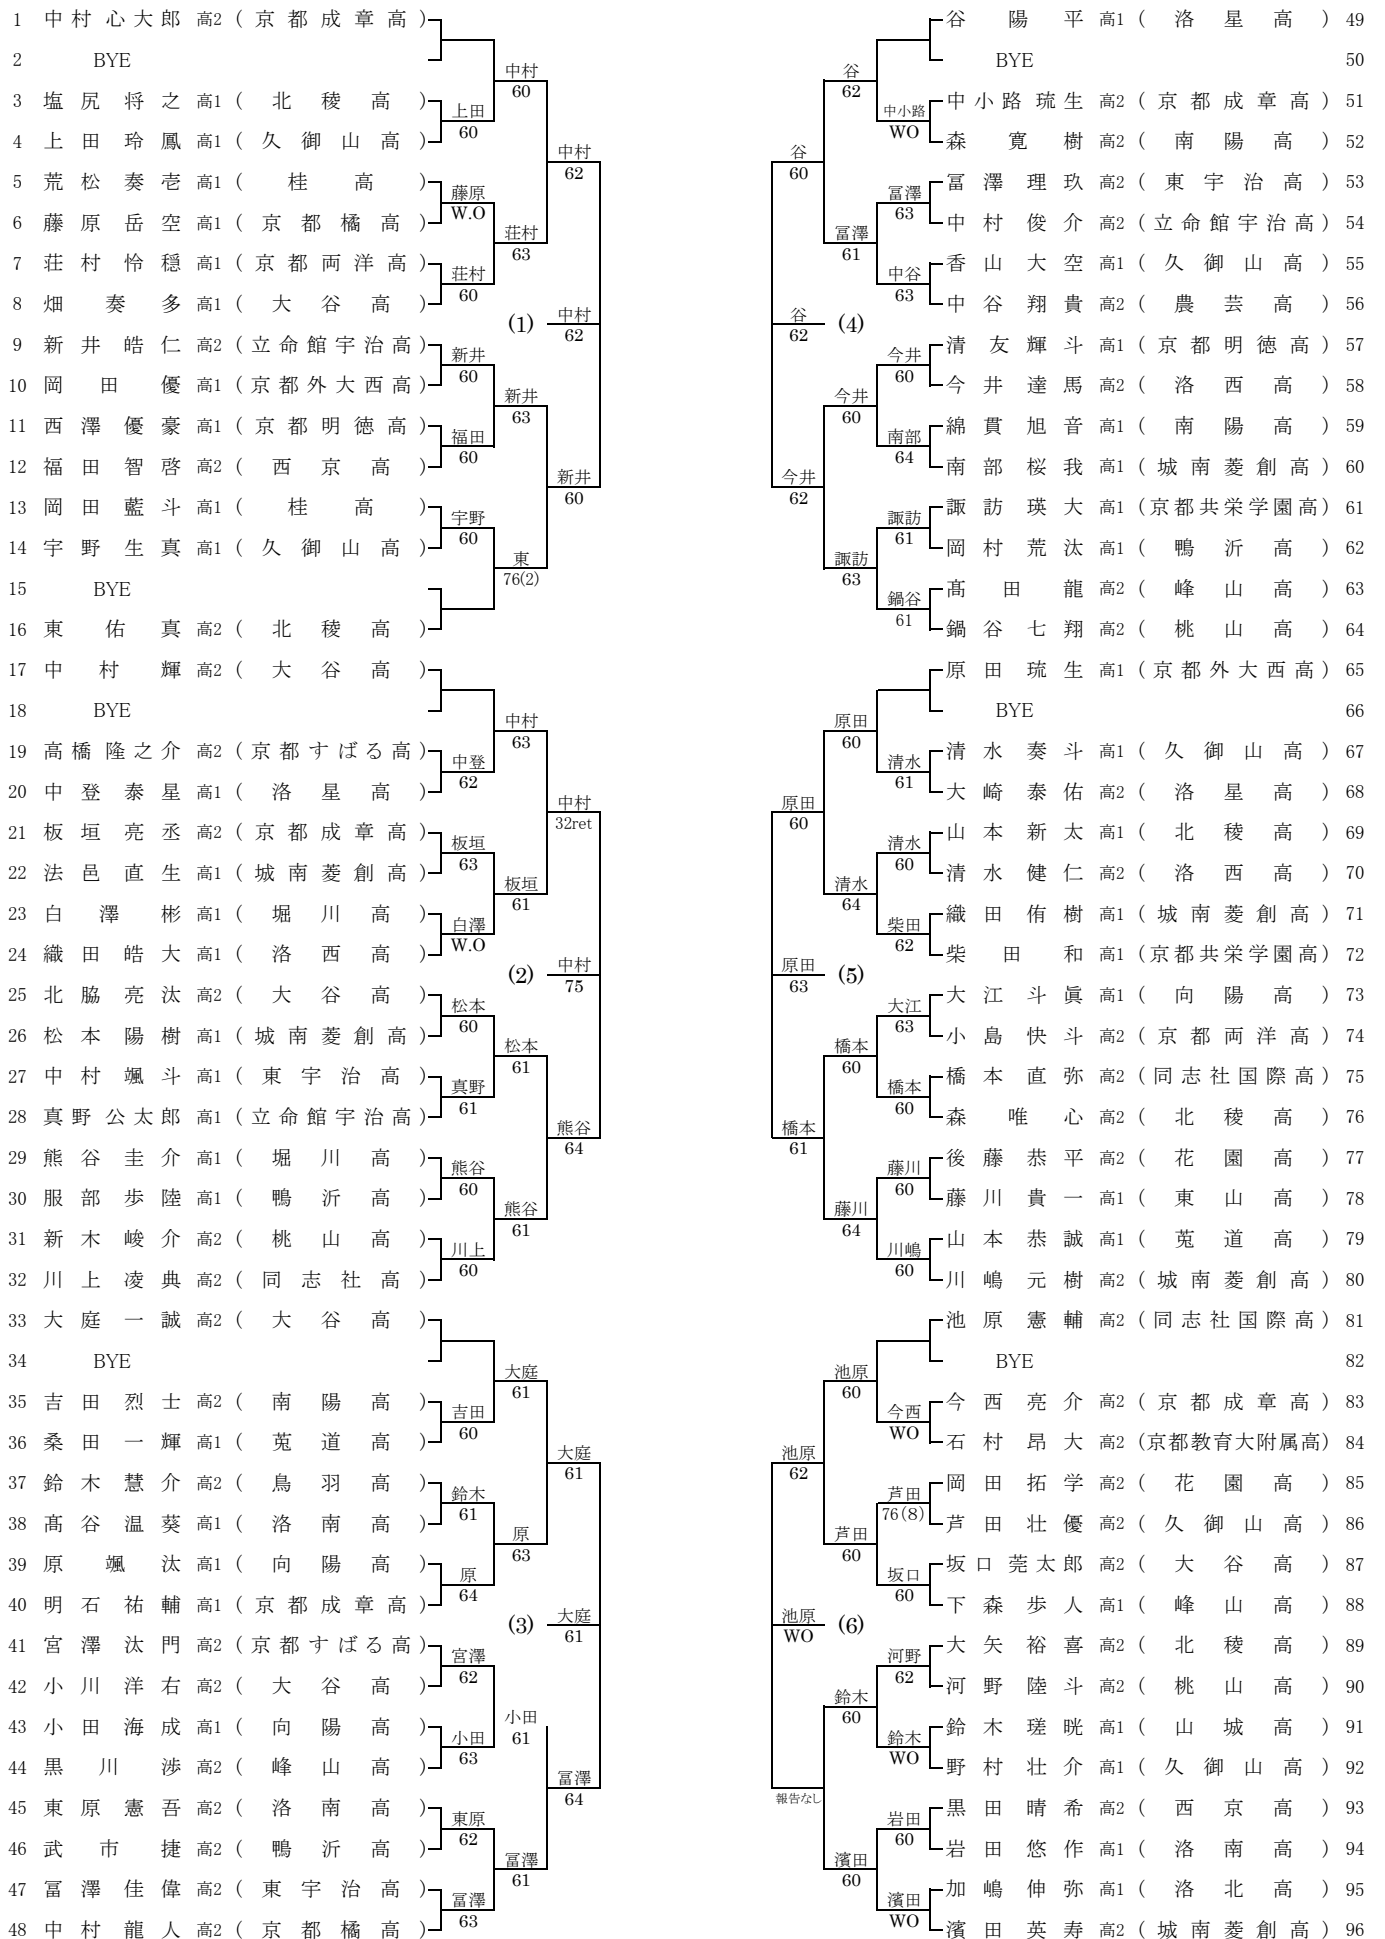 1 中村心大郎 高2 (京都成章高)
2 BYE
3 塩尻将之 高1 (北稜高)
4 上田玲鳳 高1 (久御山高)
5 荒松奏壱 高1 (桂高)
6 藤原岳空 高1 (京都橘高)
7 荘村怜穏 高1 (京都両洋高)
8 畑奏多 高1 (大谷高)
9 新井皓仁 高2 (立命館宇治高)
10 岡田優 高1 (京都外大西高)
11 西澤優豪 高1 (京都明徳高)
12 福田智啓 高2 (西京高)
13 岡田藍斗 高1 (桂高)
14 宇野生真 高1 (久御山高)
15 BYE
16 東佑真 高2 (北稜高)
上田
60
藤原
W.O
荘村
60
新井
60
福田
60
宇野
60
中村
60
荘村
63
新井
63
東
76(2)
中村
62
新井
60
(1)
中村
62
17 中村輝 高2 (大谷高)
18 BYE
19 高橋隆之介 高2 (京都すばる高)
20 中登泰星 高1 (洛星高)
21 板垣亮丞 高2 (京都成章高)
22 法邑直生 高1 (城南菱創高)
23 白澤彬 高1 (堀川高)
24 織田皓大 高1 (洛西高)
25 北脇亮汰 高2 (大谷高)
26 松本陽樹 高1 (城南菱創高)
27 中村颯斗 高1 (東宇治高)
28 真野公太郎 高1 (立命館宇治高)
29 熊谷圭介 高1 (堀川高)
30 服部歩陸 高1 (鴨沂高)
31 新木峻介 高2 (桃山高)
32 川上凌典 高2 (同志社高)
中登
62
板垣
63
白澤
W.O
松本
60
真野
61
熊谷
60
川上
60
中村
63
板垣
61
松本
61
熊谷
61
中村
32ret
熊谷
64
(2)
中村
75
33 大庭一誠 高2 (大谷高)
34 BYE
35 吉田烈士 高2 (南陽高)
36 桑田一輝 高1 (莵道高)
37 鈴木慧介 高2 (鳥羽高)
38 髙谷温葵 高1 (洛南高)
39 原颯汰 高1 (向陽高)
40 明石祐輔 高1 (京都成章高)
41 宮澤汰門 高2 (京都すばる高)
42 小川洋右 高2 (大谷高)
43 小田海成 高1 (向陽高)
44 黒川渉 高2 (峰山高)
45 東原憲吾 高2 (洛南高)
46 武市捷 高2 (鴨沂高)
47 冨澤佳偉 高2 (東宇治高)
48 中村龍人 高2 (京都橘高)
吉田
60
鈴木
61
原
64
宮澤
62
小田
63
東原
62
冨澤
63
大庭
61
原
63
小田
61
冨澤
61
大庭
61
冨澤
64
(3)
大庭
61
谷陽平 高1 (洛星高) 49
BYE 50
中小路琉生 高2 (京都成章高) 51
森寛樹 高2 (南陽高) 52
冨澤理玖 高2 (東宇治高) 53
中村俊介 高2 (立命館宇治高) 54
香山大空 高1 (久御山高) 55
中谷翔貴 高2 (農芸高) 56
清友輝斗 高1 (京都明徳高) 57
今井達馬 高2 (洛西高) 58
綿貫旭音 高1 (南陽高) 59
南部桜我 高1 (城南菱創高) 60
諏訪瑛大 高1 (京都共栄学園高) 61
岡村荒汰 高1 (鴨沂高) 62
髙田龍 高2 (峰山高) 63
鍋谷七翔 高2 (桃山高) 64
中小路
WO
冨澤
63
中谷
63
今井
60
南部
64
諏訪
61
鍋谷
61
谷
62
冨澤
61
今井
60
諏訪
63
谷
60
今井
62
谷
62
(4)
原田琉生 高1 (京都外大西高) 65
BYE 66
清水奏斗 高1 (久御山高) 67
大崎泰佑 高2 (洛星高) 68
山本新太 高1 (北稜高) 69
清水健仁 高2 (洛西高) 70
織田侑樹 高1 (城南菱創高) 71
柴田和 高1 (京都共栄学園高) 72
大江斗眞 高1 (向陽高) 73
小島快斗 高2 (京都両洋高) 74
橋本直弥 高2 (同志社国際高) 75
森唯心 高2 (北稜高) 76
後藤恭平 高2 (花園高) 77
藤川貴一 高1 (東山高) 78
山本恭誠 高1 (莵道高) 79
川嶋元樹 高2 (城南菱創高) 80
清水
61
清水
60
柴田
62
大江
63
橋本
60
藤川
60
川嶋
60
原田
60
清水
64
橋本
60
藤川
64
原田
60
橋本
61
原田
63
(5)
池原憲輔 高2 (同志社国際高) 81
BYE 82
今西亮介 高2 (京都成章高) 83
石村昂大 高2 (京都教育大附属高) 84
岡田拓学 高2 (花園高) 85
芦田壮優 高2 (久御山高) 86
坂口莞太郎 高2 (大谷高) 87
下森歩人 高1 (峰山高) 88
大矢裕喜 高2 (北稜高) 89
河野陸斗 高2 (桃山高) 90
鈴木瑳晄 高1 (山城高) 91
野村壮介 高1 (久御山高) 92
黒田晴希 高2 (西京高) 93
岩田悠作 高1 (洛南高) 94
加嶋伸弥 高1 (洛北高) 95
濱田英寿 高2 (城南菱創高) 96
今西
WO
芦田
76(8)
坂口
60
河野
62
鈴木
WO
岩田
60
濱田
WO
池原
60
芦田
60
鈴木
60
濱田
60
池原
62
報告なし
池原
WO
(6)